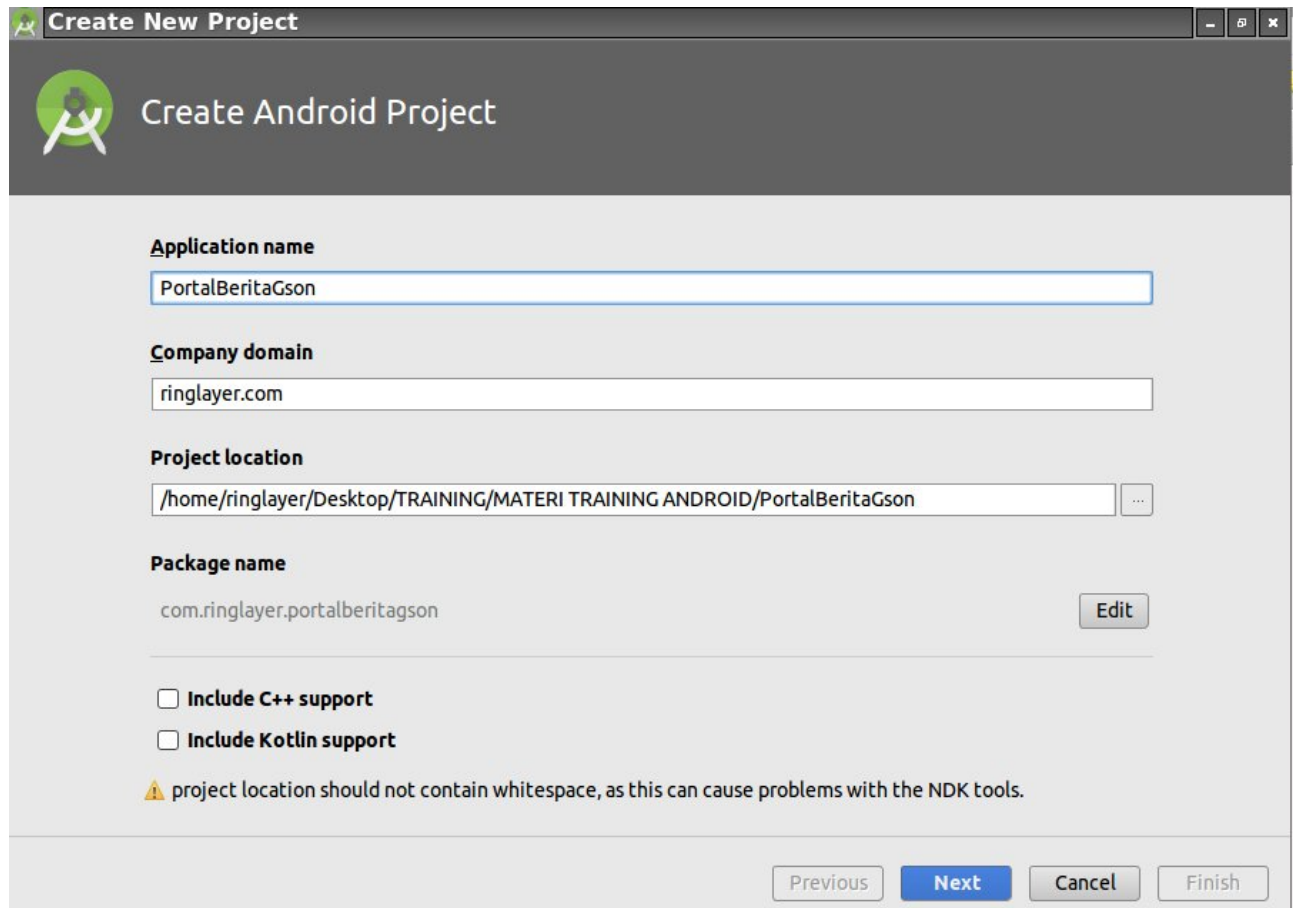 Create New Project
Create Android Project
Application name
PortalBeritaGson
Company domain
ringlayer.com
Project location
/home/ringlayer/Desktop/TRAINING/MATERI TRAINING ANDROID/PortalBeritaGson
...
Package name
com.ringlayer.portalberitagson
Edit
Include C++ support
Include Kotlin support
project location should not contain whitespace, as this can cause problems with the NDK tools.
Previous Next Cancel Finish